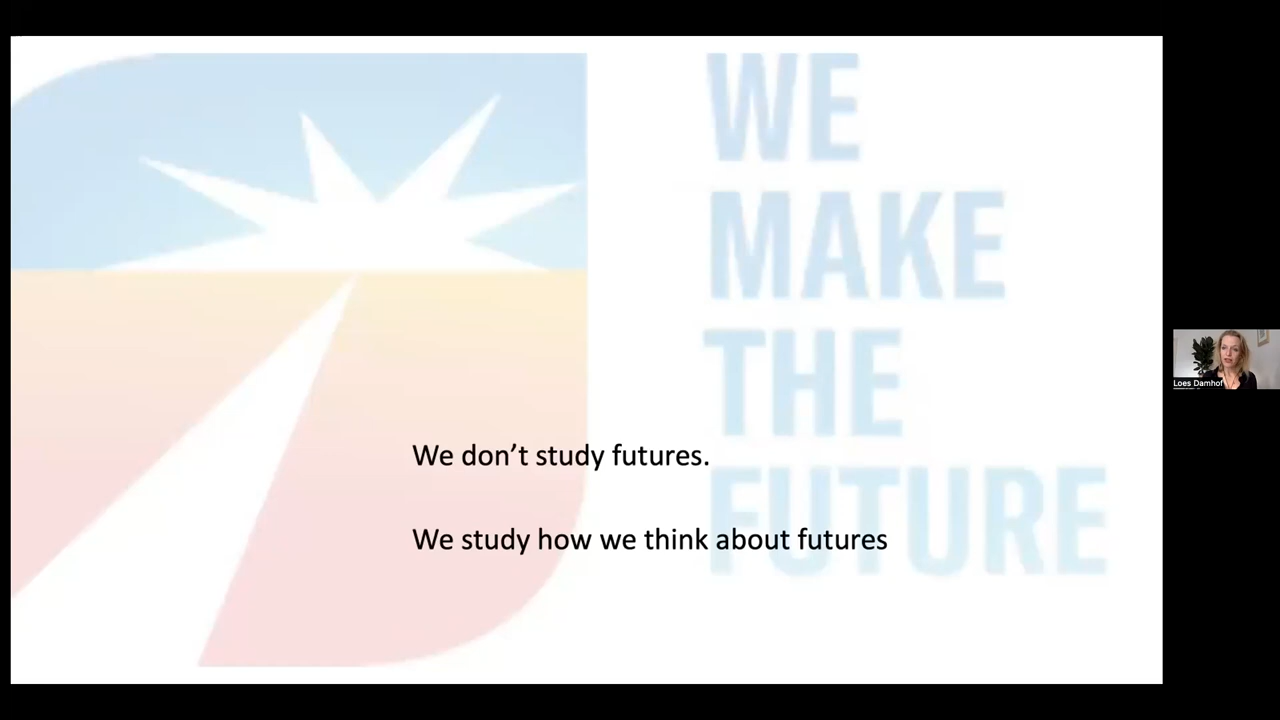 WE
MAKE
THE
FUTURE
We don’t study futures.
We study how we think about futures
Loes Damhof